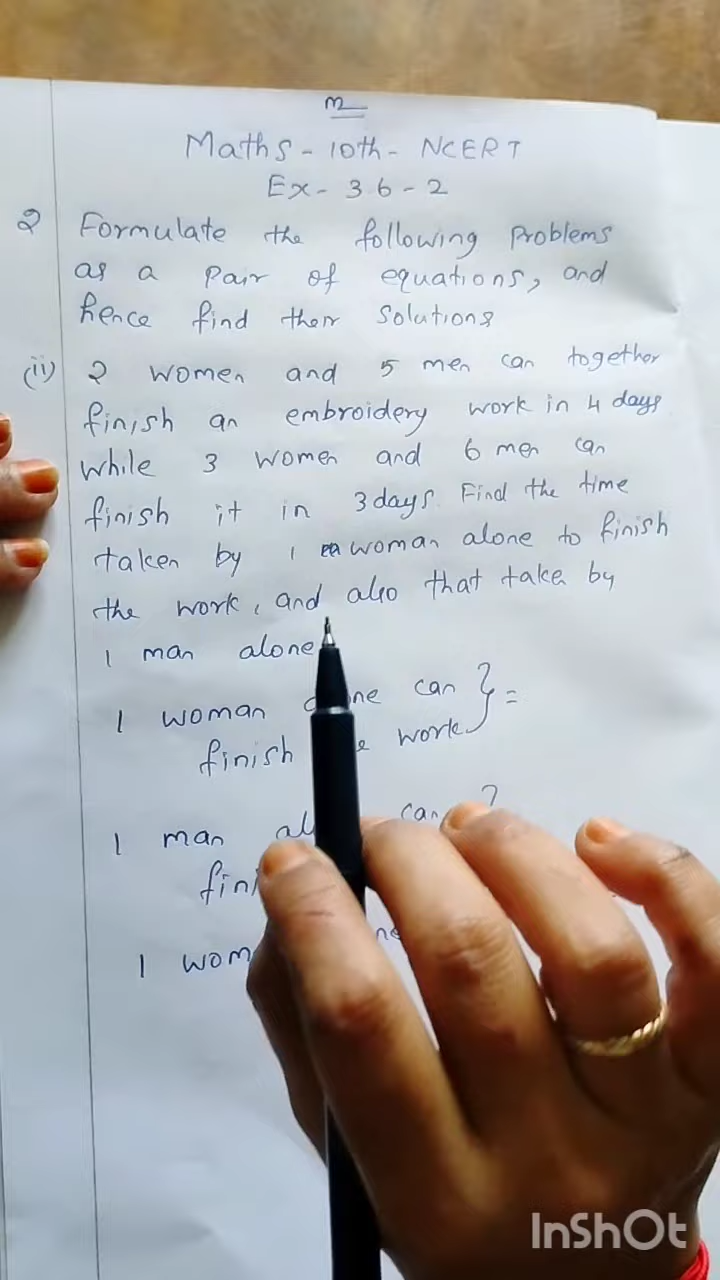 m
Maths - 10th - NCERT
Ex - 3 6 - 2
2 Formulate the following Problems
as a pair of equations, and
hence find their solutions
(ii) 2 women and 5 men can together
finish an embroidery work in 4 days
while 3 women and 6 men can
finish it in 3 days. Find the time
taken by 1 woman alone to finish
the work, and also that take by
1 man alone
1 woman can } =
finish work
1 man can
1
InShOt